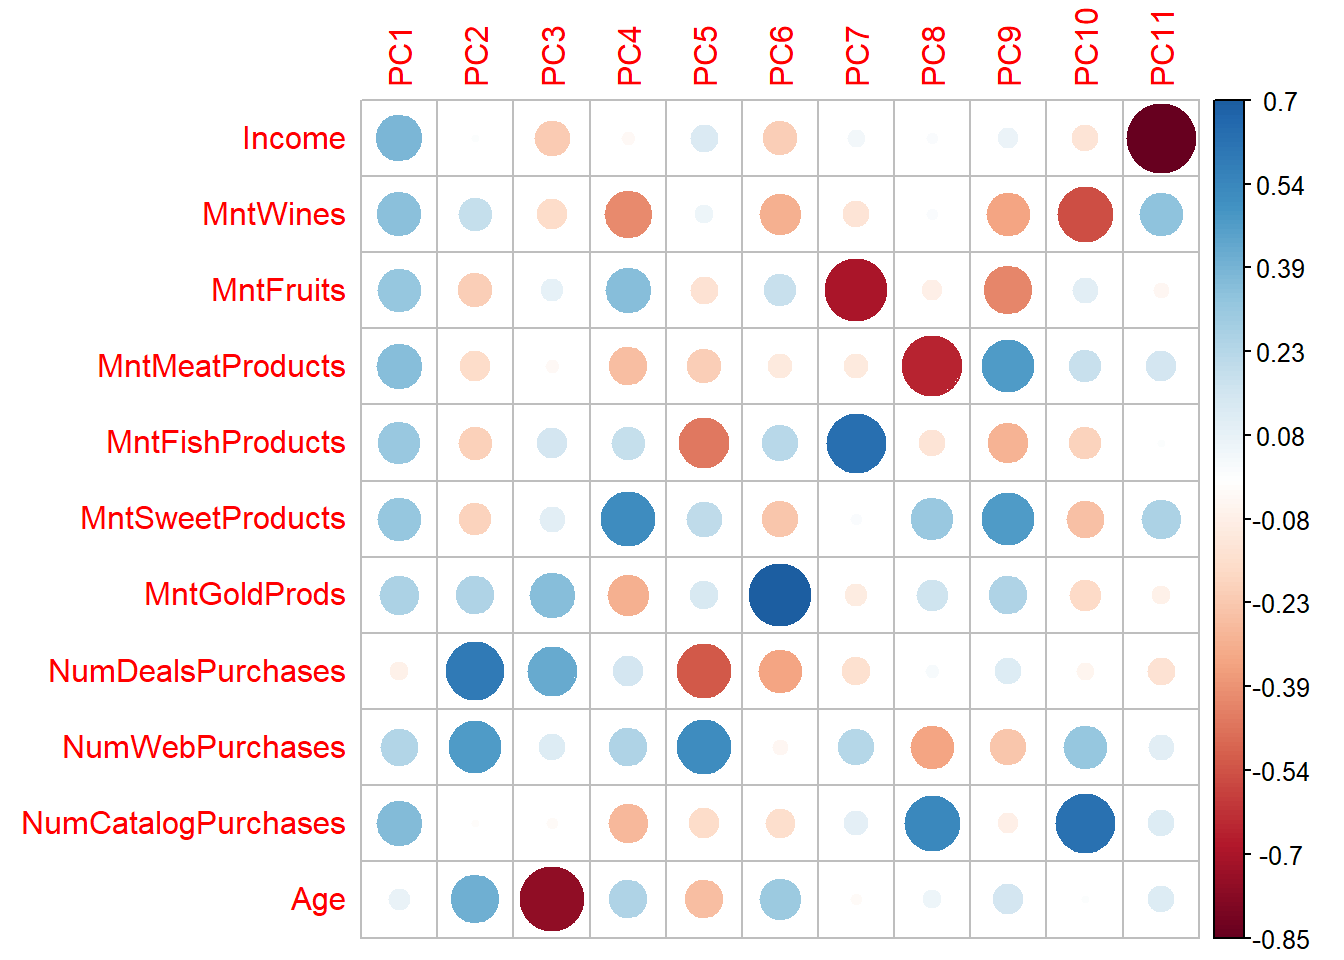 PC1 PC2 PC3 PC4 PC5 PC6 PC7 PC8 PC9 PC10 PC11
Income
MntWines
MntFruits
MntMeatProducts
MntFishProducts
MntSweetProducts
MntGoldProds
NumDealsPurchases
NumWebPurchases
NumCatalogPurchases
Age
0.7
0.54
0.39
0.23
0.08
-0.08
-0.23
-0.39
-0.54
-0.7
-0.85